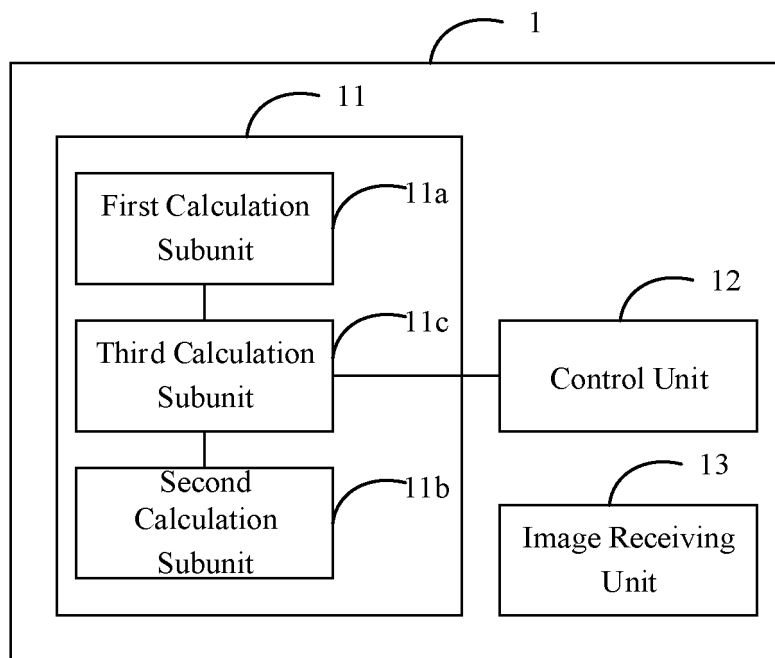 1
11
First Calculation
Subunit
11a
Third Calculation
Subunit
11c
Second
Calculation
Subunit
11b
12
Control Unit
13
Image Receiving
Unit